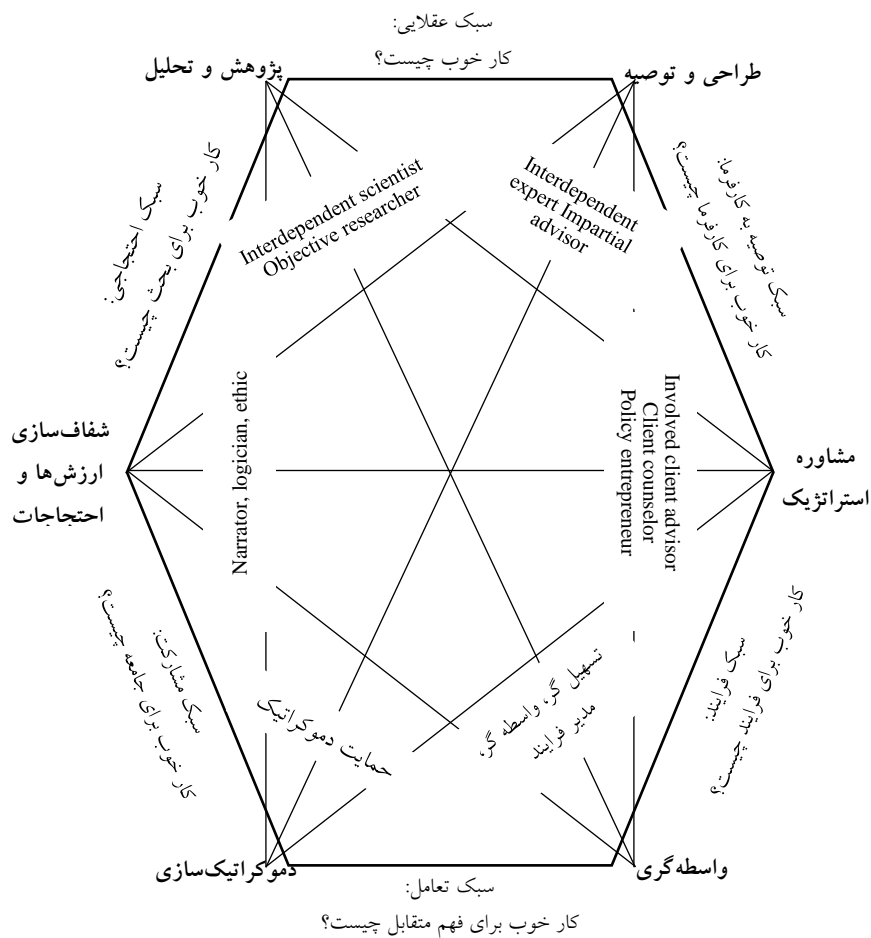 سبک عقلایی:
کار خوب چیست؟
طراحی و توصیه
پژوهش و تحلیل
سبک توصیه به کارفرما:
کار خوب برای کارفرما چیست؟
سبک احتجاجی:
کار خوب برای بحث چیست؟
Interdependent scientist
Objective researcher
Interdependent
expert Impartial
advisor
مشاوره
استراتژیک
Involved client advisor
Client counselor
Policy entrepreneur
Narrator, logician, ethic
شفاف‌سازی
ارزش‌ها و
احتجاجات
سبک فرایند:
کار خوب برای فرایند چیست؟
سبک مشارکت:
کار خوب برای جامعه چیست؟
تسهیل گر، واسطه گر،
مدیر فرایند
حمایت دموکراتیک
واسطه‌گری
دموکراتیک‌سازی
سبک تعامل:
کار خوب برای فهم متقابل چیست؟